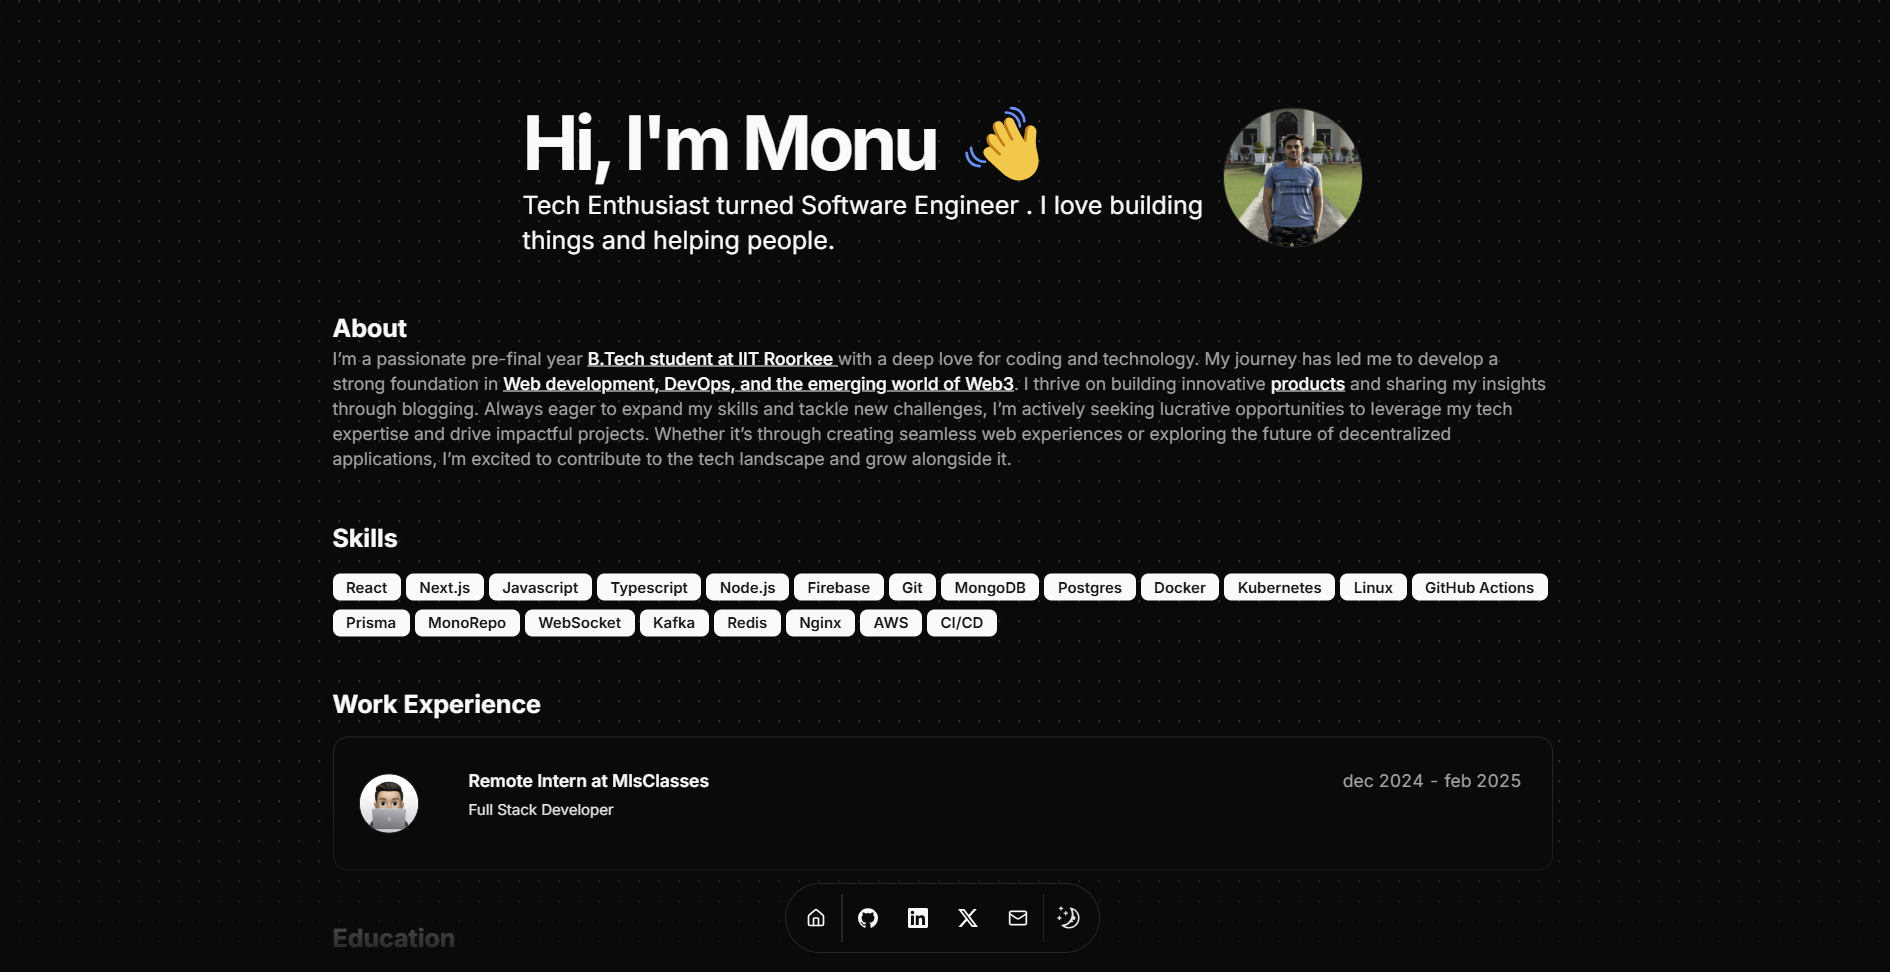 Hi, I'm Monu 👋
Tech Enthusiast turned Software Engineer . I love building
things and helping people.
About
I’m a passionate pre-final year B.Tech student at IIT Roorkee with a deep love for coding and technology. My journey has led me to develop a
strong foundation in Web development, DevOps, and the emerging world of Web3. I thrive on building innovative products and sharing my insights
through blogging. Always eager to expand my skills and tackle new challenges, I’m actively seeking lucrative opportunities to leverage my tech
expertise and drive impactful projects. Whether it’s through creating seamless web experiences or exploring the future of decentralized
applications, I’m excited to contribute to the tech landscape and grow alongside it.
Skills
React Next.js Javascript Typescript Node.js Firebase Git MongoDB Postgres Docker Kubernetes Linux GitHub Actions
Prisma MonoRepo WebSocket Kafka Redis Nginx AWS CI/CD
Work Experience
Remote Intern at MIsClasses dec 2024 - feb 2025
Full Stack Developer
Education